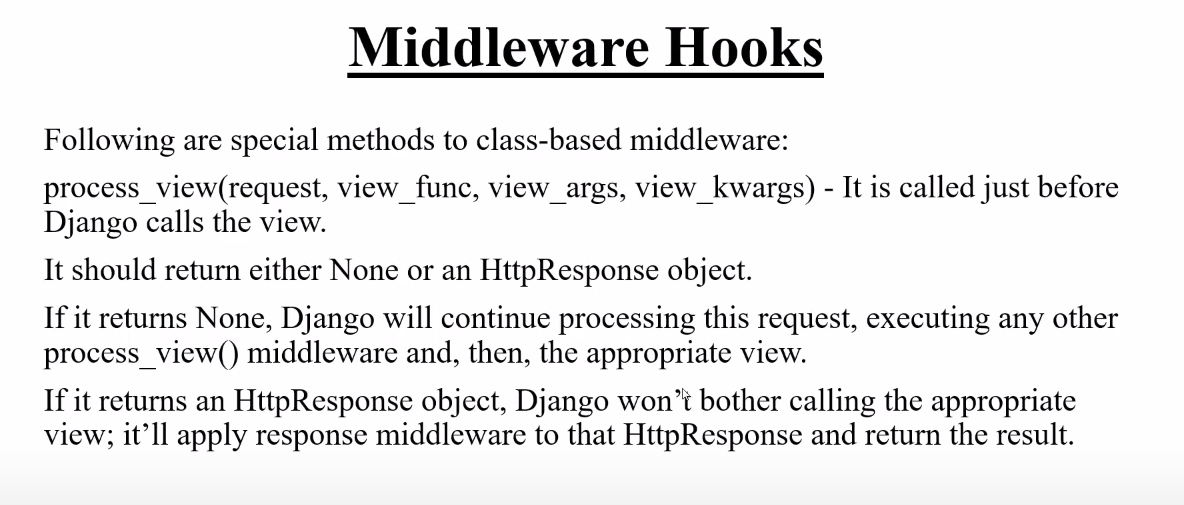 Middleware Hooks
Following are special methods to class-based middleware:
process_view(request, view_func, view_args, view_kwargs) - It is called just before
Django calls the view.
It should return either None or an HttpResponse object.
If it returns None, Django will continue processing this request, executing any other
process_view() middleware and, then, the appropriate view.
If it returns an HttpResponse object, Django won’t bother calling the appropriate
view; it’ll apply response middleware to that HttpResponse and return the result.